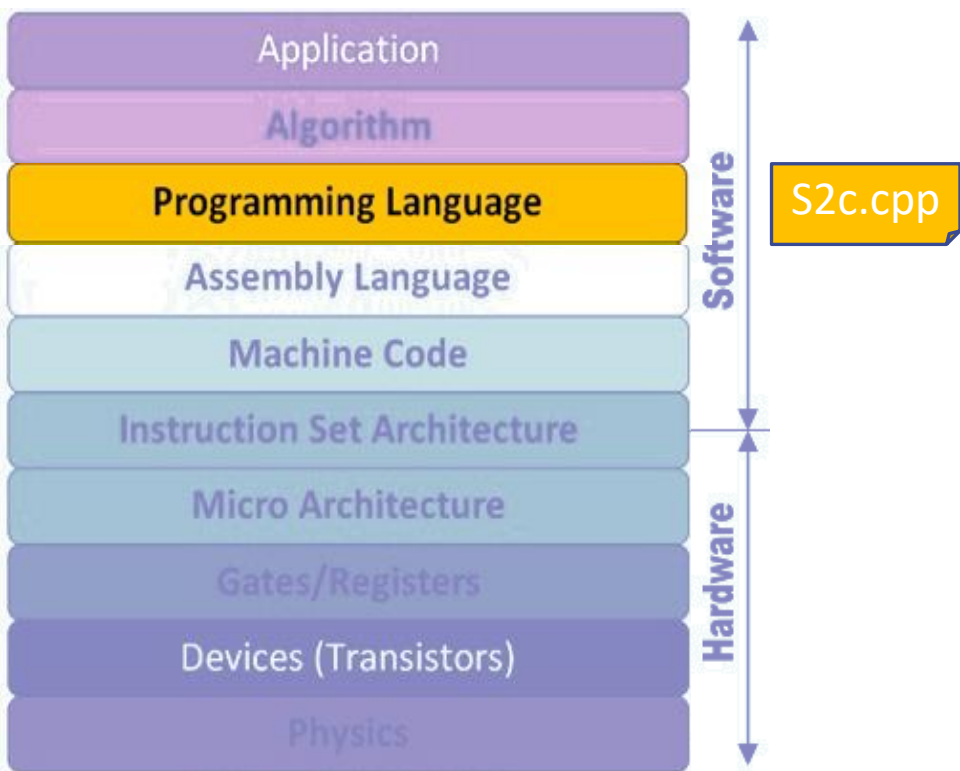 Application
Algorithm
Programming Language
Assembly Language
Machine Code
Instruction Set Architecture
Micro Architecture
Gates/Registers
Devices (Transistors)
Physics
Software
Hardware
S2c.cpp